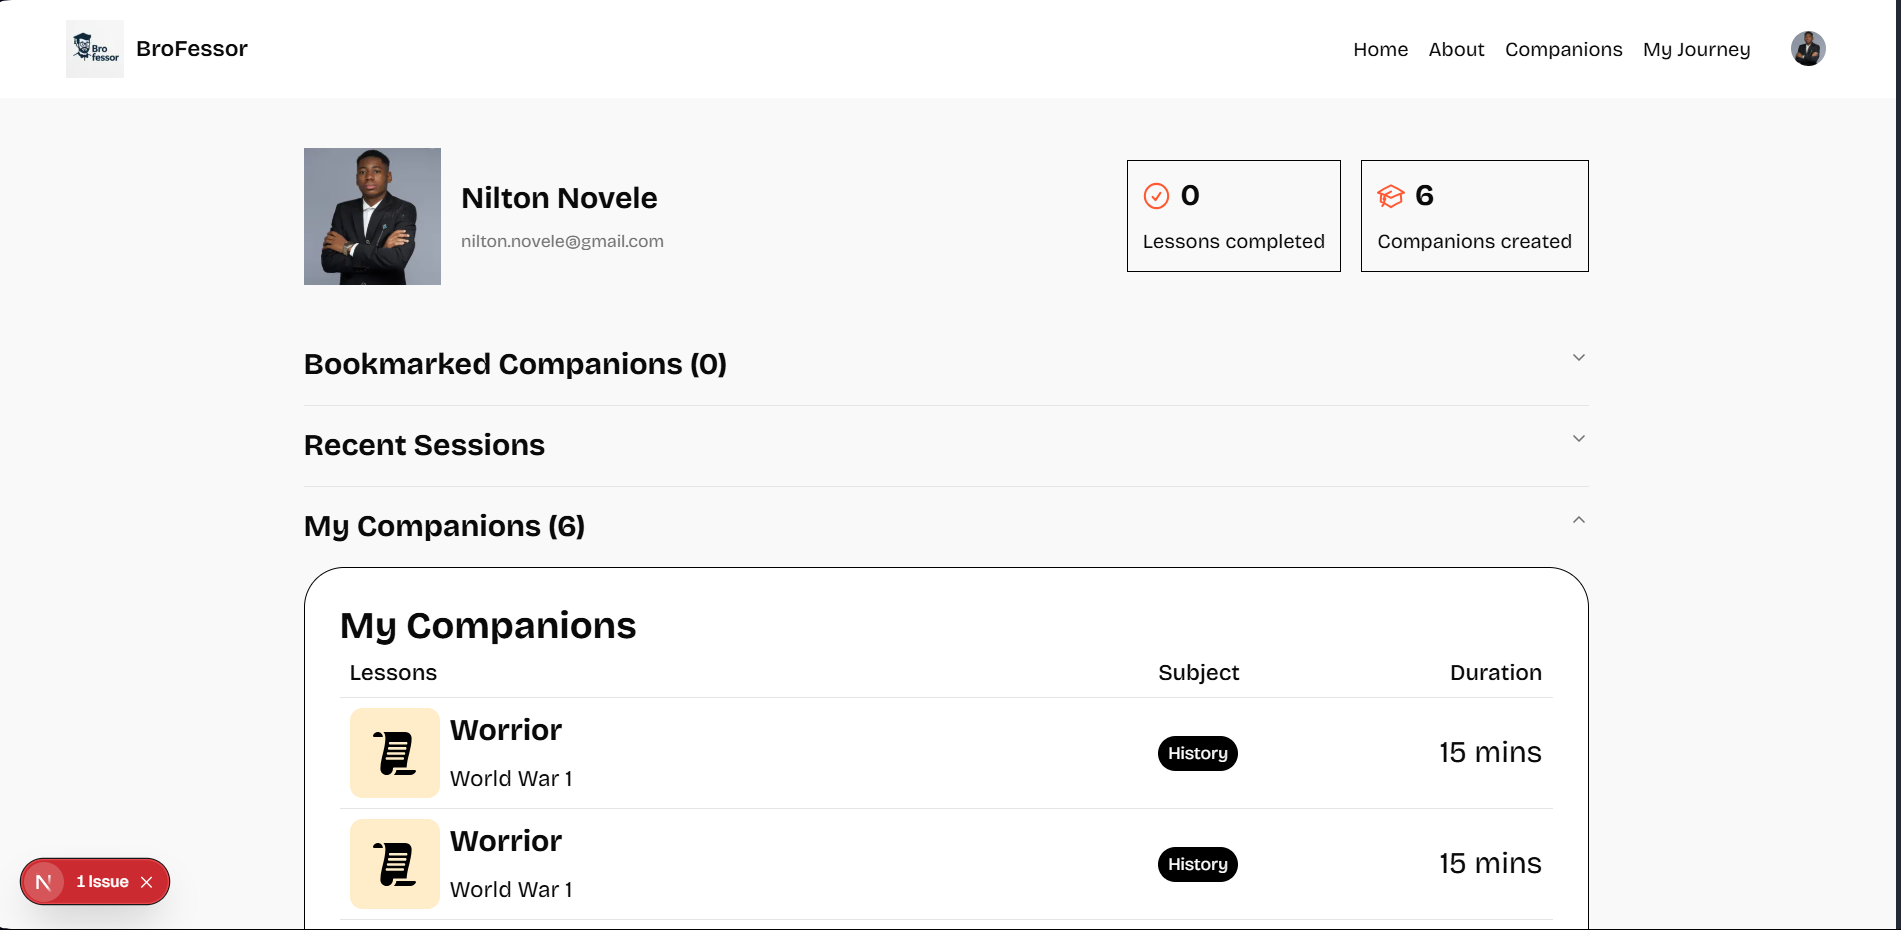 Bro
fessor
BroFessor
Home About Companions My Journey
Nilton Novele
nilton.novele@gmail.com
0
Lessons completed
6
Companions created
Bookmarked Companions (0)
Recent Sessions
My Companions (6)
My Companions
Lessons Subject Duration
Worrior
World War 1
History
15 mins
Worrior
World War 1
History
15 mins
N 1 Issue